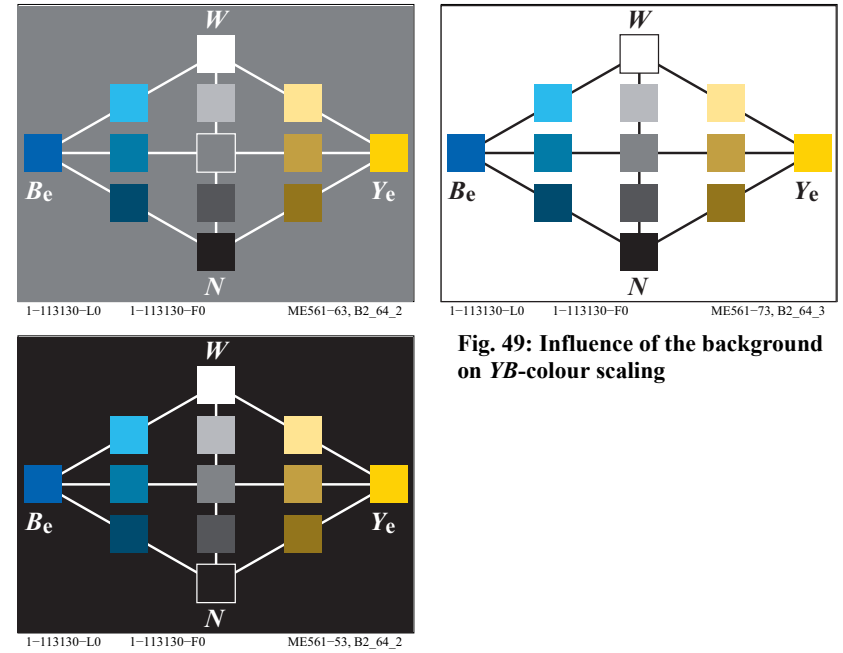 W
Be Ye
N
1−113130−L0 1−113130−F0 ME561−63, B2_64_2
W
Be Ye
N
1−113130−L0 1−113130−F0 ME561−73, B2_64_3
Fig. 49: Influence of the background
on YB-colour scaling
W
Be Ye
N
1−113130−L0 1−113130−F0 ME561−53, B2_64_2